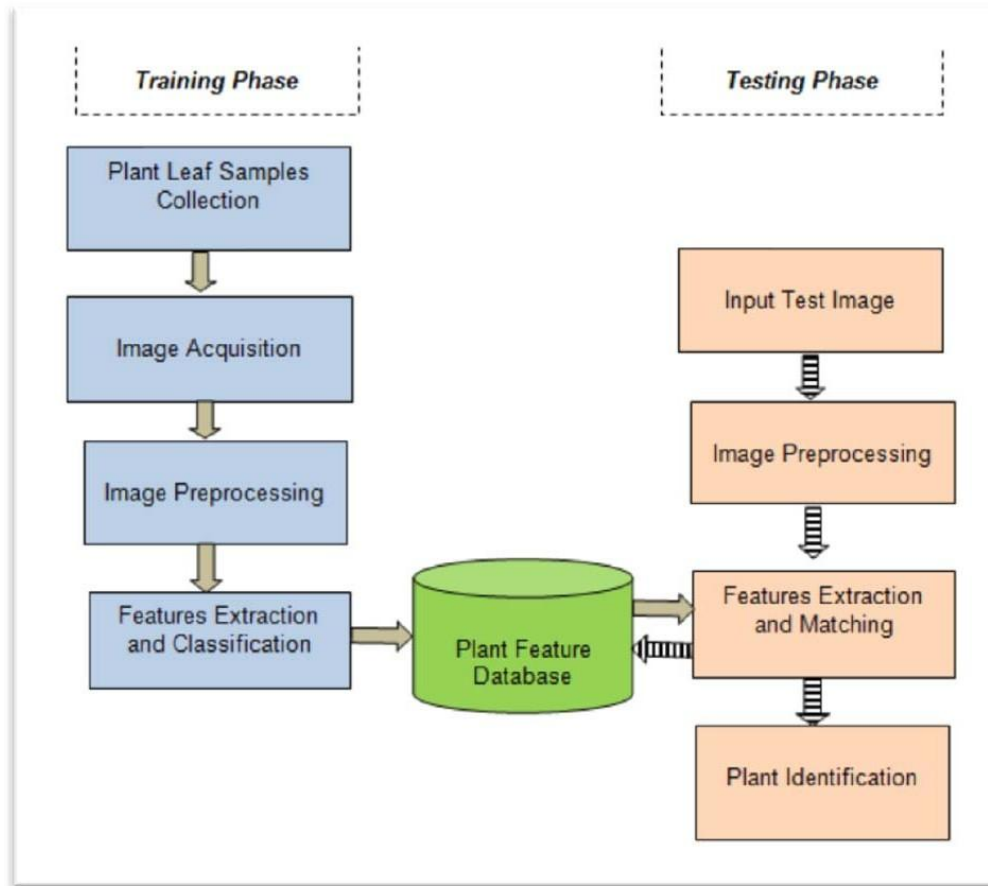 Training Phase
Testing Phase
Plant Leaf Samples
Collection
Image Acquisition
Image Preprocessing
Features Extraction
and Classification
Plant Feature
Database
Input Test Image
Image Preprocessing
Features Extraction
and Matching
Plant Identification